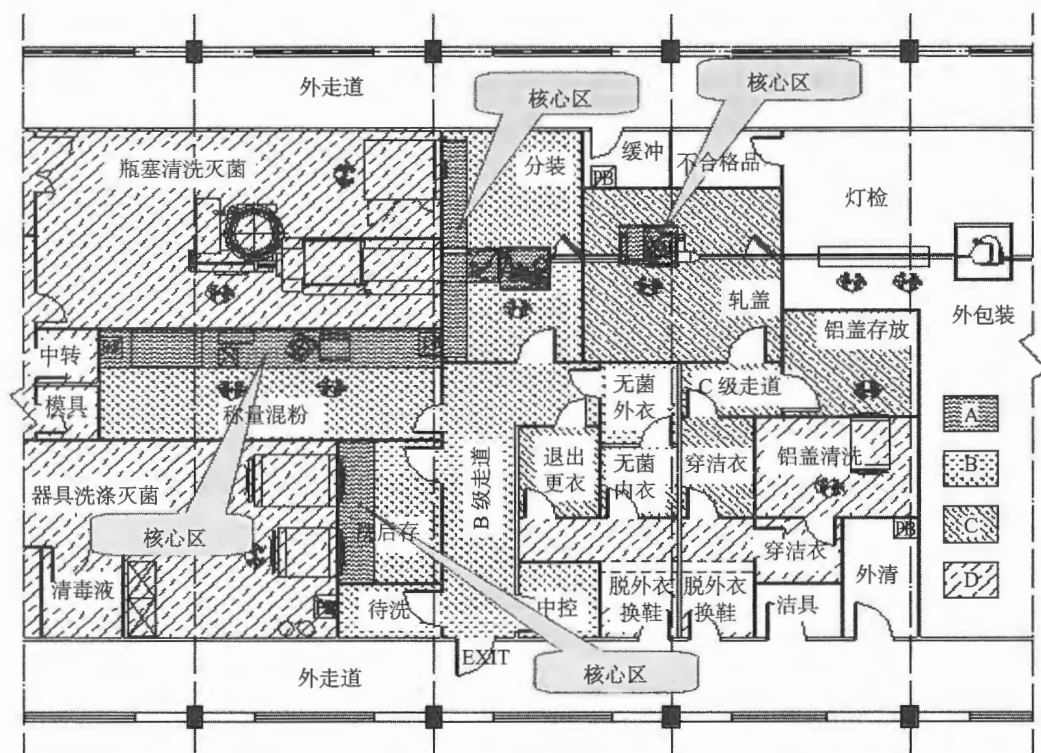 外走道
核心区
核心区
瓶塞清洗灭菌
分装
缓冲
不合格品
PB
灯检
轧盖
外包装
中转
铝盖存放
模具
称量混粉
无菌
外衣
C级走道
A
B
C
D
器具洗涤灭菌
B级走道
退出
更衣
无菌
内衣
穿洁衣
铝盖清洗
核心区
后存
PB
清毒液
待洗
中控
脱外衣
换鞋
脱外衣
换鞋
穿洁衣
洁具
外清
EXIT
核心区
外走道